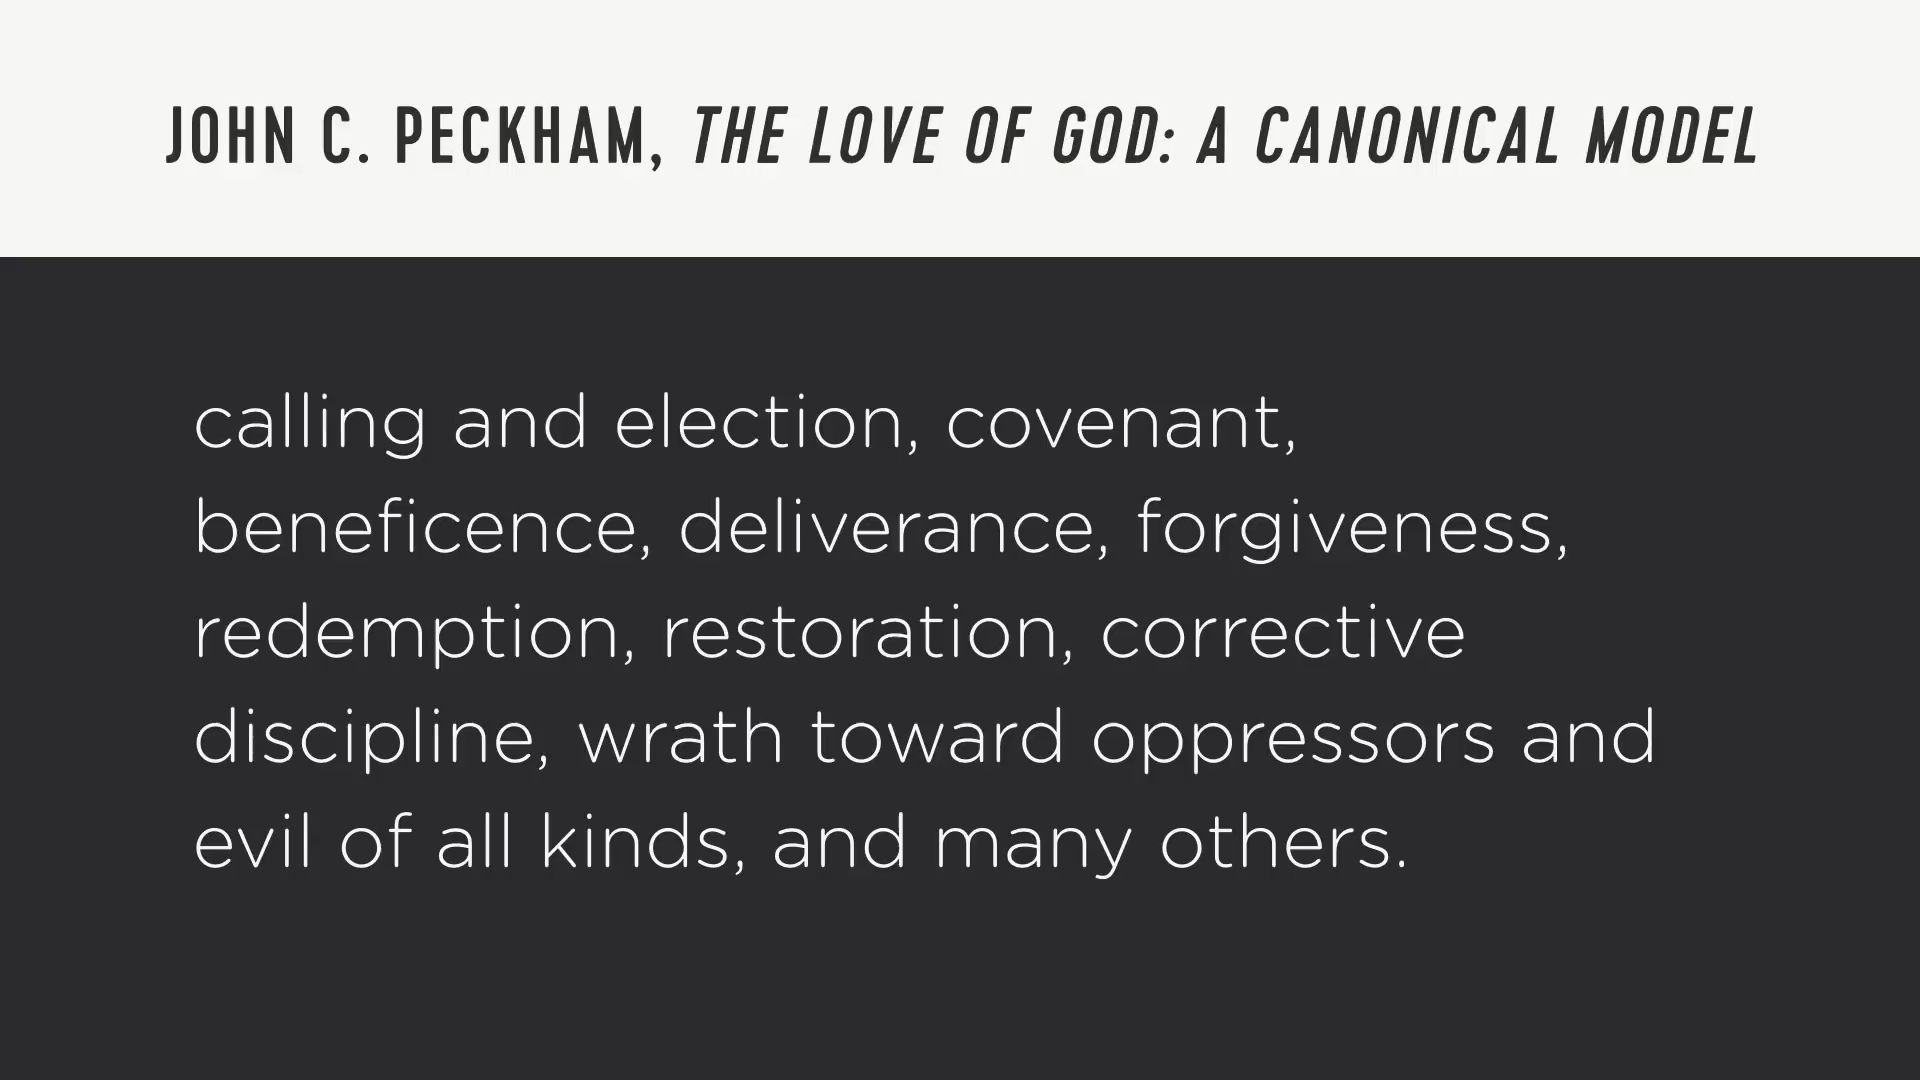 JOHN C. PECKHAM, THE LOVE OF GOD: A CANONICAL MODEL
calling and election, covenant,
beneficence, deliverance, forgiveness,
redemption, restoration, corrective
discipline, wrath toward oppressors and
evil of all kinds, and many others.